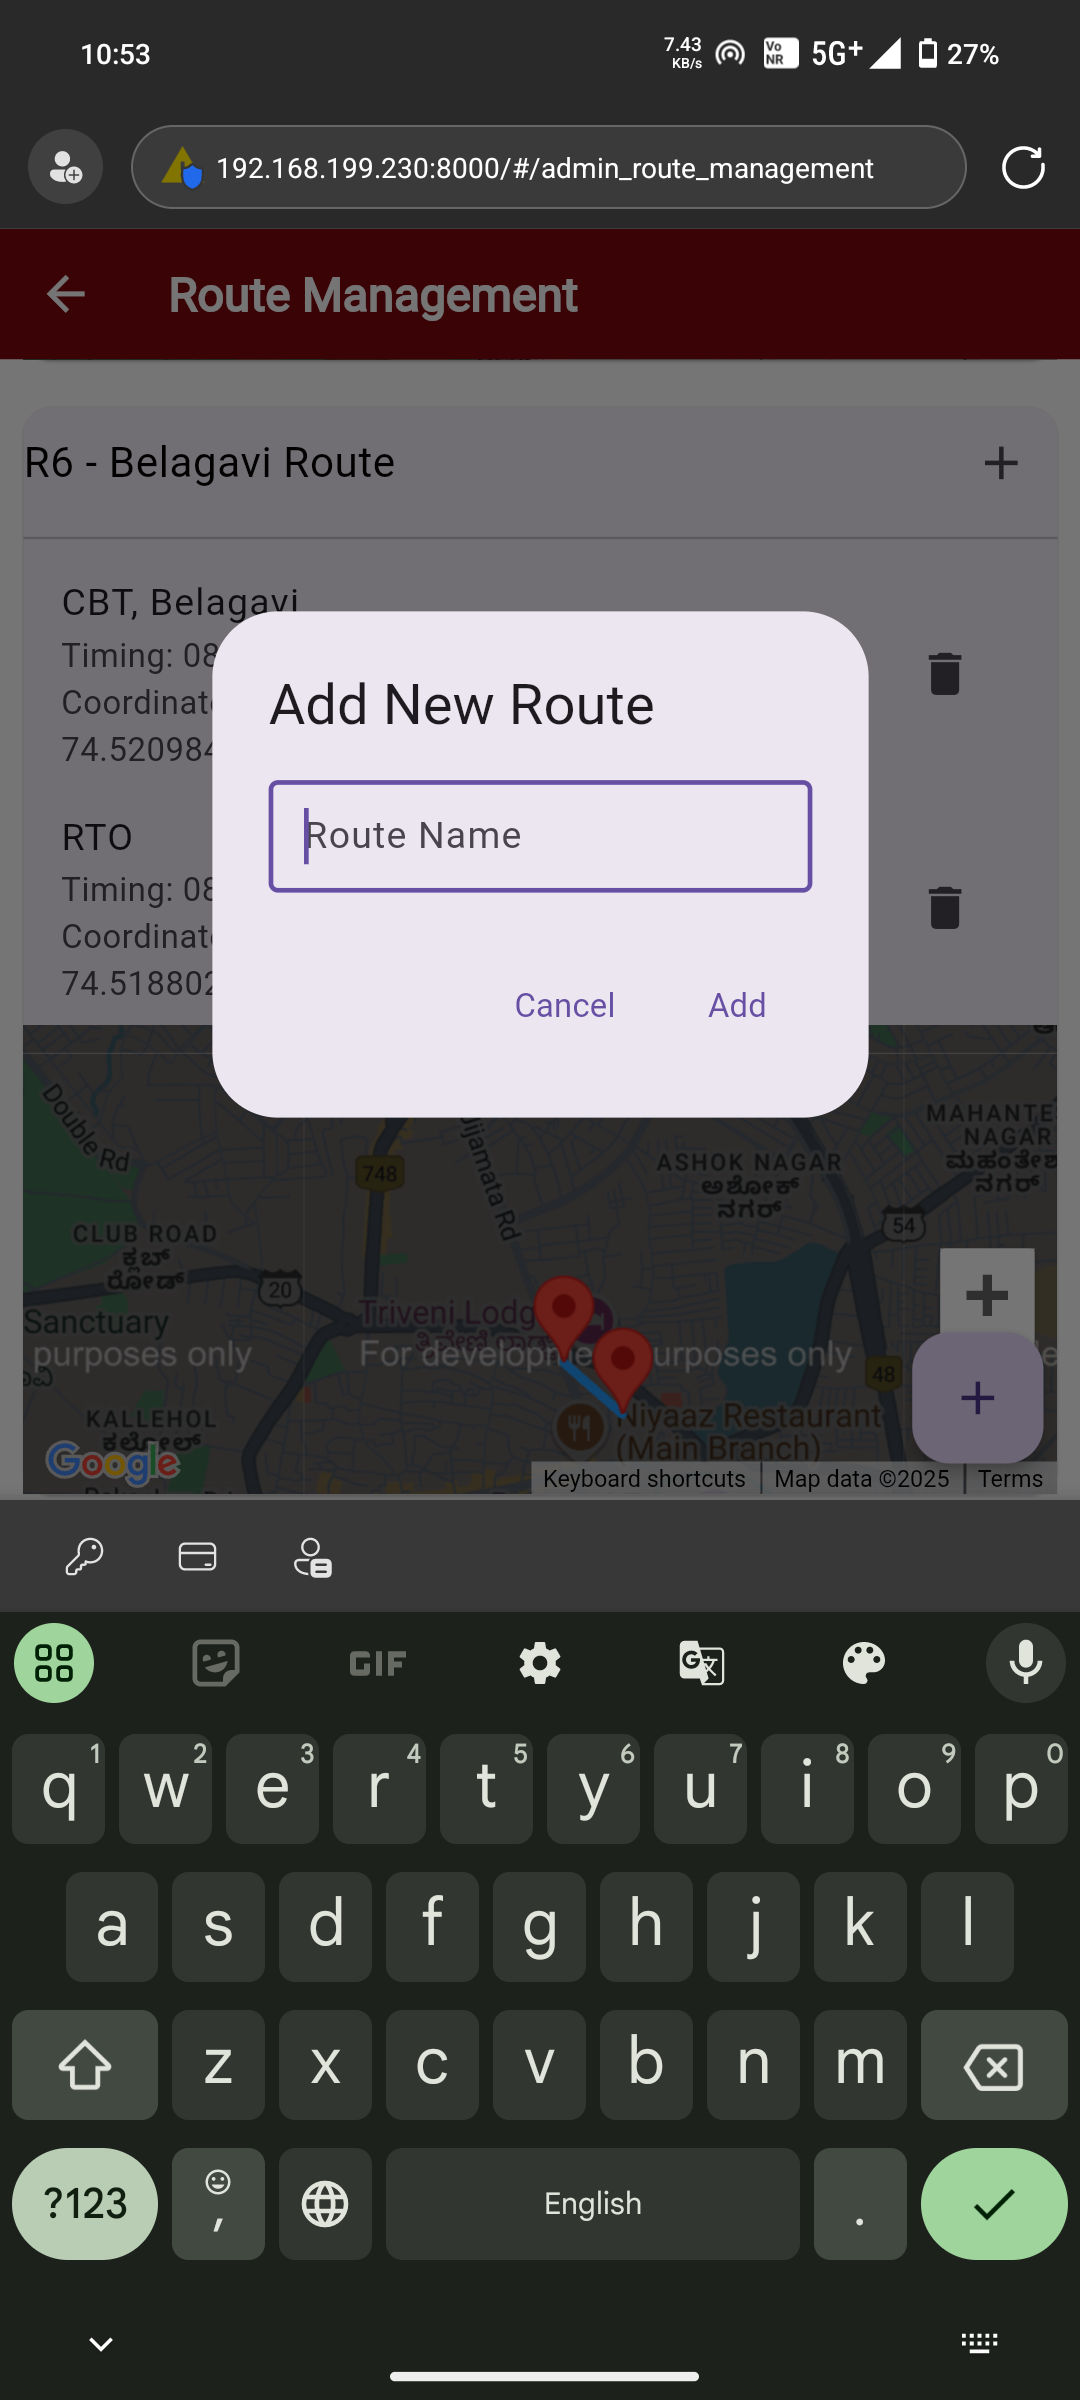 10:53
7.43 KB/s Vo NR 5G+ 27%
192.168.199.230:8000/#/admin_route_management
Route Management
R6 - Belagavi Route
CBT, Belagavi
Timing: 08
Coordinat
74.520984
RTO
Timing: 08
Coordinat
74.518802
Add New Route
Route Name
Cancel Add
Double Rd
748
Jijamata Rd
ASHOK NAGAR
ಅಶೋಕ್
ನಗರ್
MAHANTE
NAGAR
ಮಹಂತೇಶ
ನಗರ್
54
CLUB ROAD
ಕ್ಲಬ್
ರೋಡ್
20
Sanctuary
Triveni Lodg
purposes only
For developme urposes only
48
KALLEHOL
ಕಲ್ಲೋಲ್
Niyaaz Restaurant
(Main Branch)
Google
Keyboard shortcuts Map data ©2025 Terms
GIF
1 2 3 4 5 6 7 8 9 0
q w e r t y u i o p
a s d f g h j k l
z x c v b n m
?123 , English .